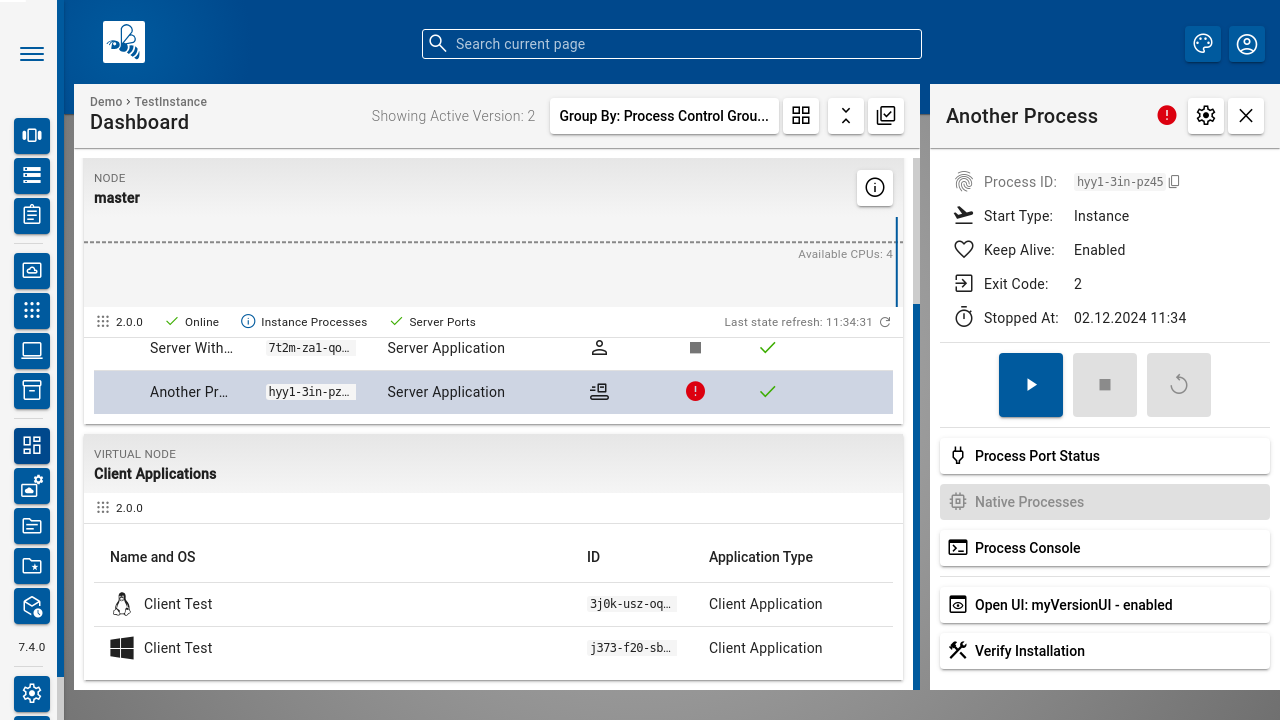 Search current page
Demo › TestInstance
Dashboard
Showing Active Version: 2
Group By: Process Control Grou...
NODE
master
Available CPUs: 4
2.0.0
Online
Instance Processes
Server Ports
Last state refresh: 11:34:31
Server With…
7t2m-za1-qo…
Server Application
Another Pr…
hyy1-3in-pz…
Server Application
VIRTUAL NODE
Client Applications
2.0.0
Name and OS
ID
Application Type
Client Test
3j0k-usz-oq…
Client Application
Client Test
j373-f20-sb…
Client Application
7.4.0
Another Process
Process ID: hyy1-3in-pz45
Start Type: Instance
Keep Alive: Enabled
Exit Code: 2
Stopped At: 02.12.2024 11:34
Process Port Status
Native Processes
Process Console
Open UI: myVersionUI - enabled
Verify Installation